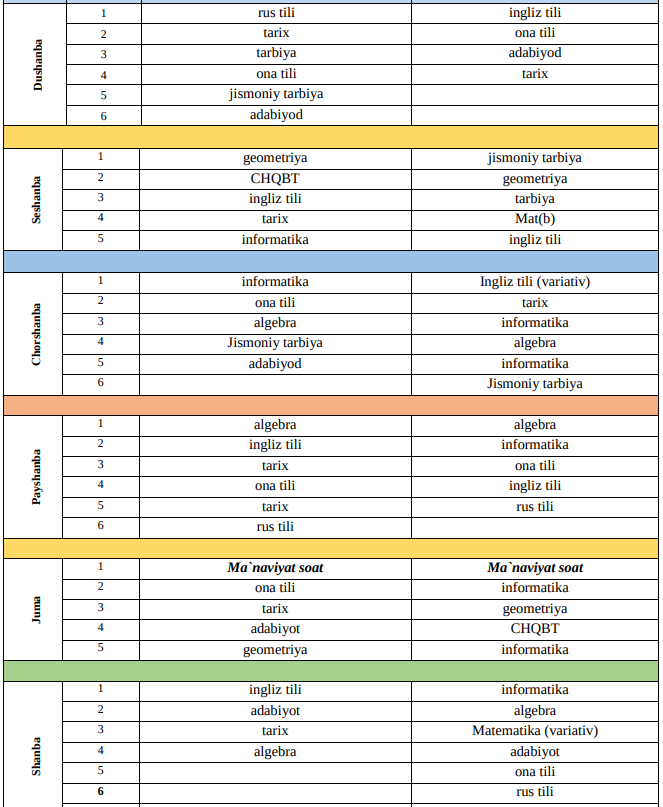 Dushanba
1 rus tili ingliz tili
2 tarix ona tili
3 tarbiya adabiyod
4 ona tili tarix
5 jismoniy tarbiya
6 adabiyod
Seshanba
1 geometriya jismoniy tarbiya
2 CHQBT geometriya
3 ingliz tili tarbiya
4 tarix Mat(b)
5 informatika ingliz tili
Chorshanba
1 informatika Ingliz tili (variativ)
2 ona tili tarix
3 algebra informatika
4 Jismoniy tarbiya algebra
5 adabiyod informatika
6 Jismoniy tarbiya
Payshanba
1 algebra algebra
2 ingliz tili informatika
3 tarix ona tili
4 ona tili ingliz tili
5 tarix rus tili
6 rus tili
Juma
1 Ma`naviyat soat Ma`naviyat soat
2 ona tili informatika
3 tarix geometriya
4 adabiyot CHQBT
5 geometriya informatika
Shanba
1 ingliz tili informatika
2 adabiyot algebra
3 tarix Matematika (variativ)
4 algebra adabiyot
5 ona tili
6 rus tili